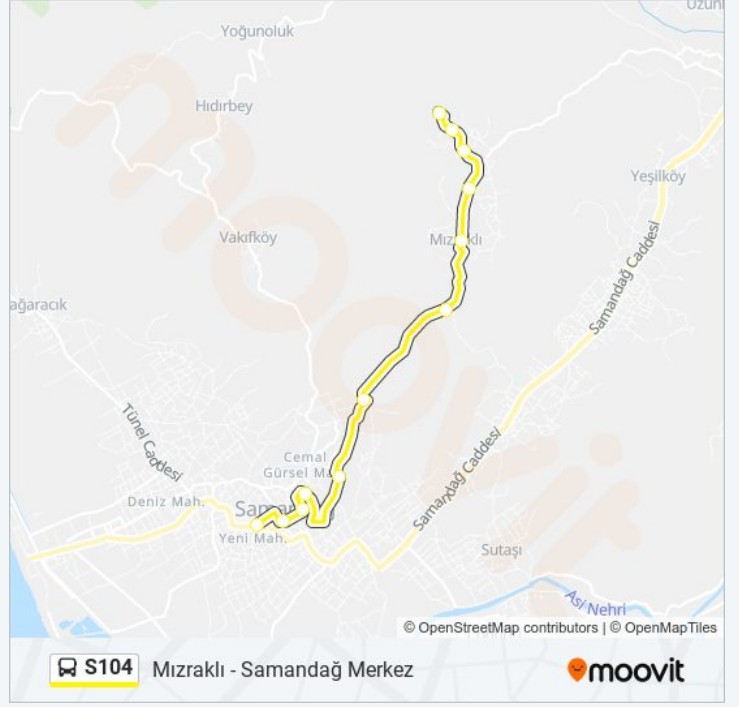 Uzun
Yoğunoluk
Hıdırbey
Yeşilköy
Vakıfköy
Mızraklı
ağaracık
Samandağ Caddesi
Tünel Caddesi
Cemal
Gürsel Ma
Samandağ Caddesi
Deniz Mah.
Saman
Yeni Mah.
Sutaşı
Asi Nehri
moovit
© OpenStreetMap contributors | © OpenMapTiles
S104 Mızraklı - Samandağ Merkez
moovit